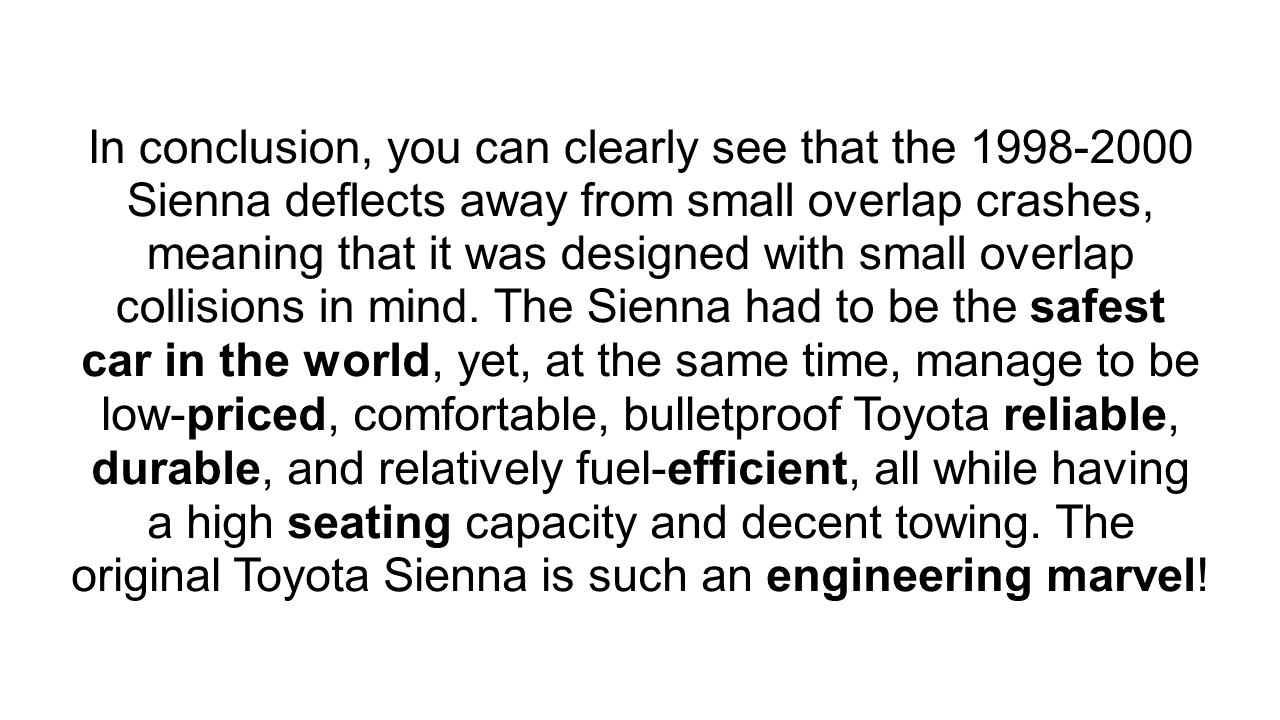 In conclusion, you can clearly see that the 1998-2000
Sienna deflects away from small overlap crashes,
meaning that it was designed with small overlap
collisions in mind. The Sienna had to be the safest
car in the world, yet, at the same time, manage to be
low-priced, comfortable, bulletproof Toyota reliable,
durable, and relatively fuel-efficient, all while having
a high seating capacity and decent towing. The
original Toyota Sienna is such an engineering marvel!